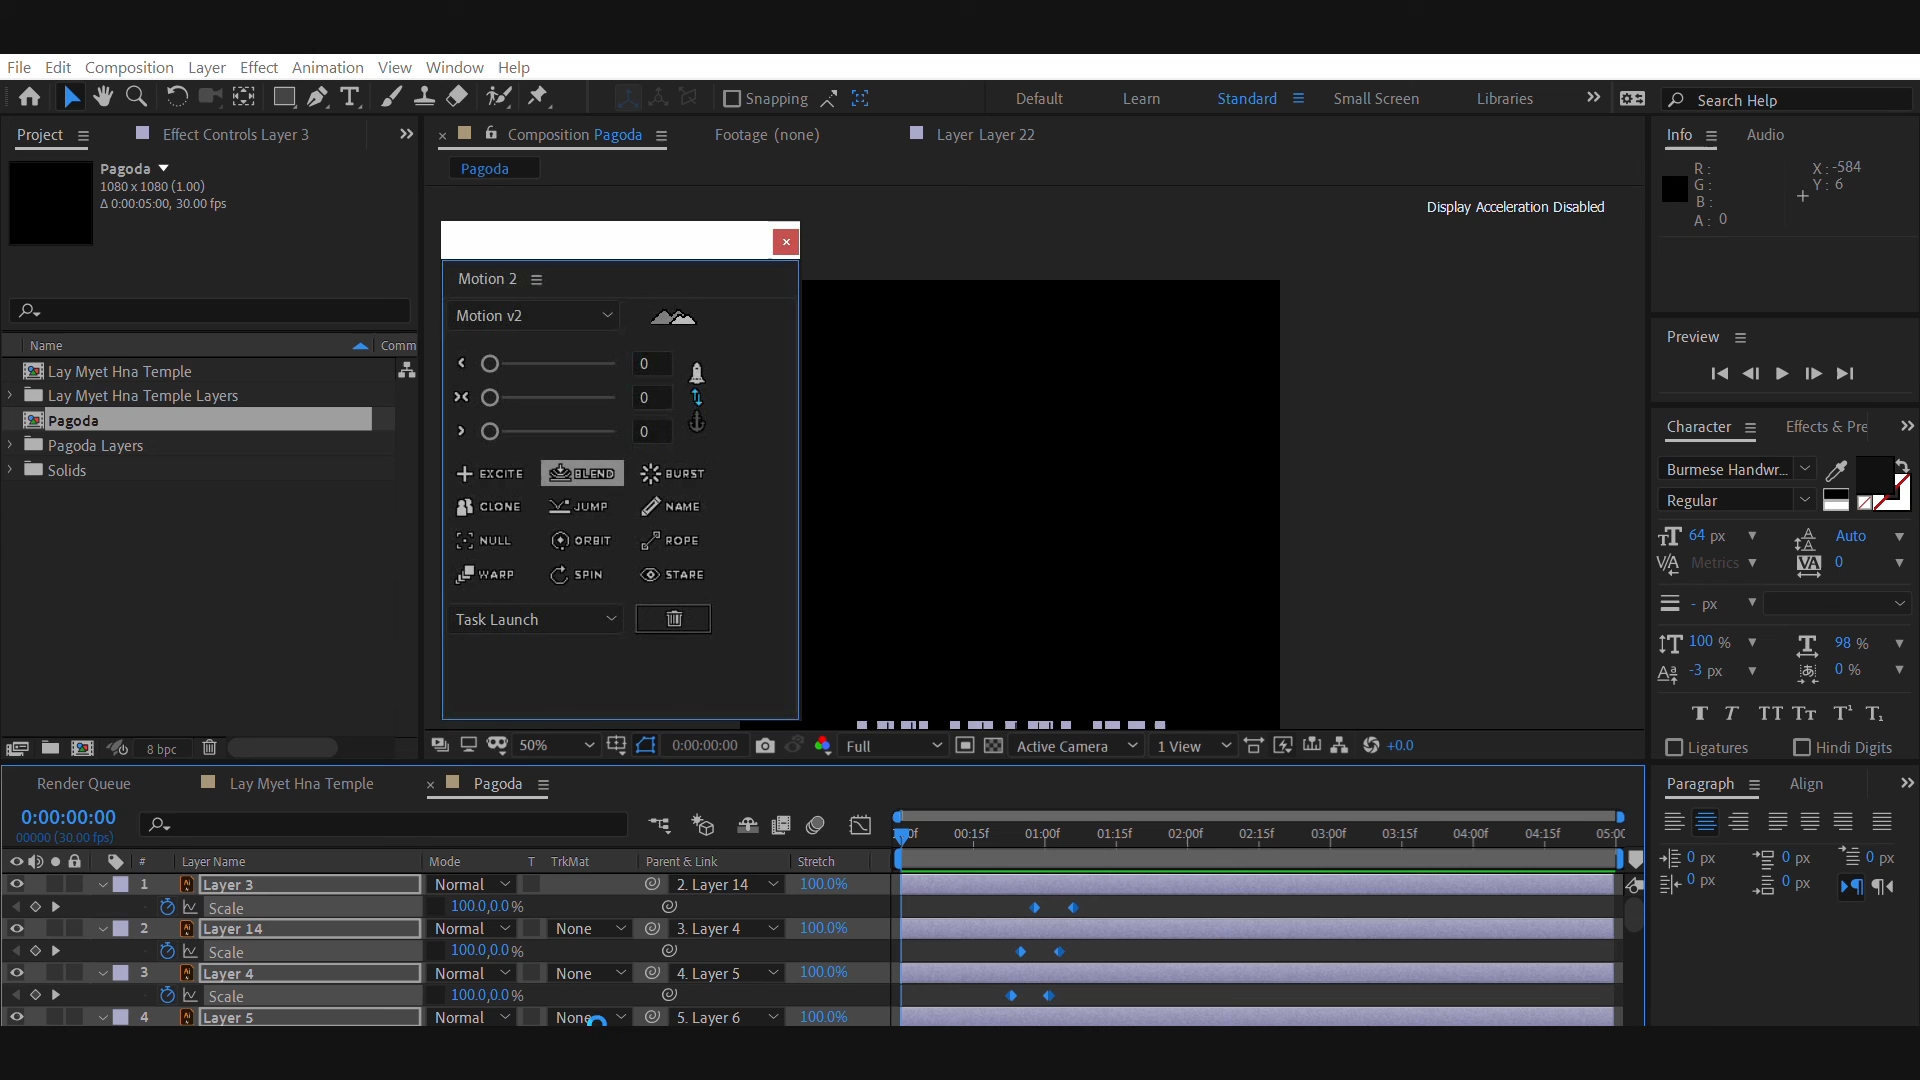 File Edit Composition Layer Effect Animation View Window Help
Snapping Default Learn Standard Small Screen Libraries Search Help
Project Effect Controls Layer 3 Composition Pagoda Footage (none) Layer Layer 22 Info Audio
Pagoda
1080 x 1080 (1.00)
Δ 0:00:05:00, 30.00 fps
Pagoda
Display Acceleration Disabled
R :
G :
B :
A : 0
X : -584
Y : 6
Motion 2
Motion v2
0
0
0
EXCITE BLEND BURST
CLONE JUMP NAME
NULL ORBIT ROPE
WARP SPIN STARE
Task Launch
Name Comm
Lay Myet Hna Temple
Lay Myet Hna Temple Layers
Pagoda
Pagoda Layers
Solids
8 bpc
Preview
Character Effects & Pre
Burmese Handwr...
Regular
64 px Auto
Metrics 0
- px
100 % 98 %
-3 px 0 %
T T TT Tт T¹ T₁
Ligatures Hindi Digits
50% 0:00:00:00 Full Active Camera 1 View +0.0
Render Queue Lay Myet Hna Temple Pagoda
0:00:00:00
00000 (30.00 fps)
00:15f 01:00f 01:15f 02:00f 02:15f 03:00f 03:15f 04:00f 04:15f 05:00
# Layer Name Mode T TrkMat Parent & Link Stretch
1 Layer 3 Normal 2. Layer 14 100.0%
Scale 100.0,0.0 %
2 Layer 14 Normal None 3. Layer 4 100.0%
Scale 100.0,0.0 %
3 Layer 4 Normal None 4. Layer 5 100.0%
Scale 100.0,0.0 %
4 Layer 5 Normal None 5. Layer 6 100.0%
Paragraph Align
0 px 0 px 0 px
0 px 0 px